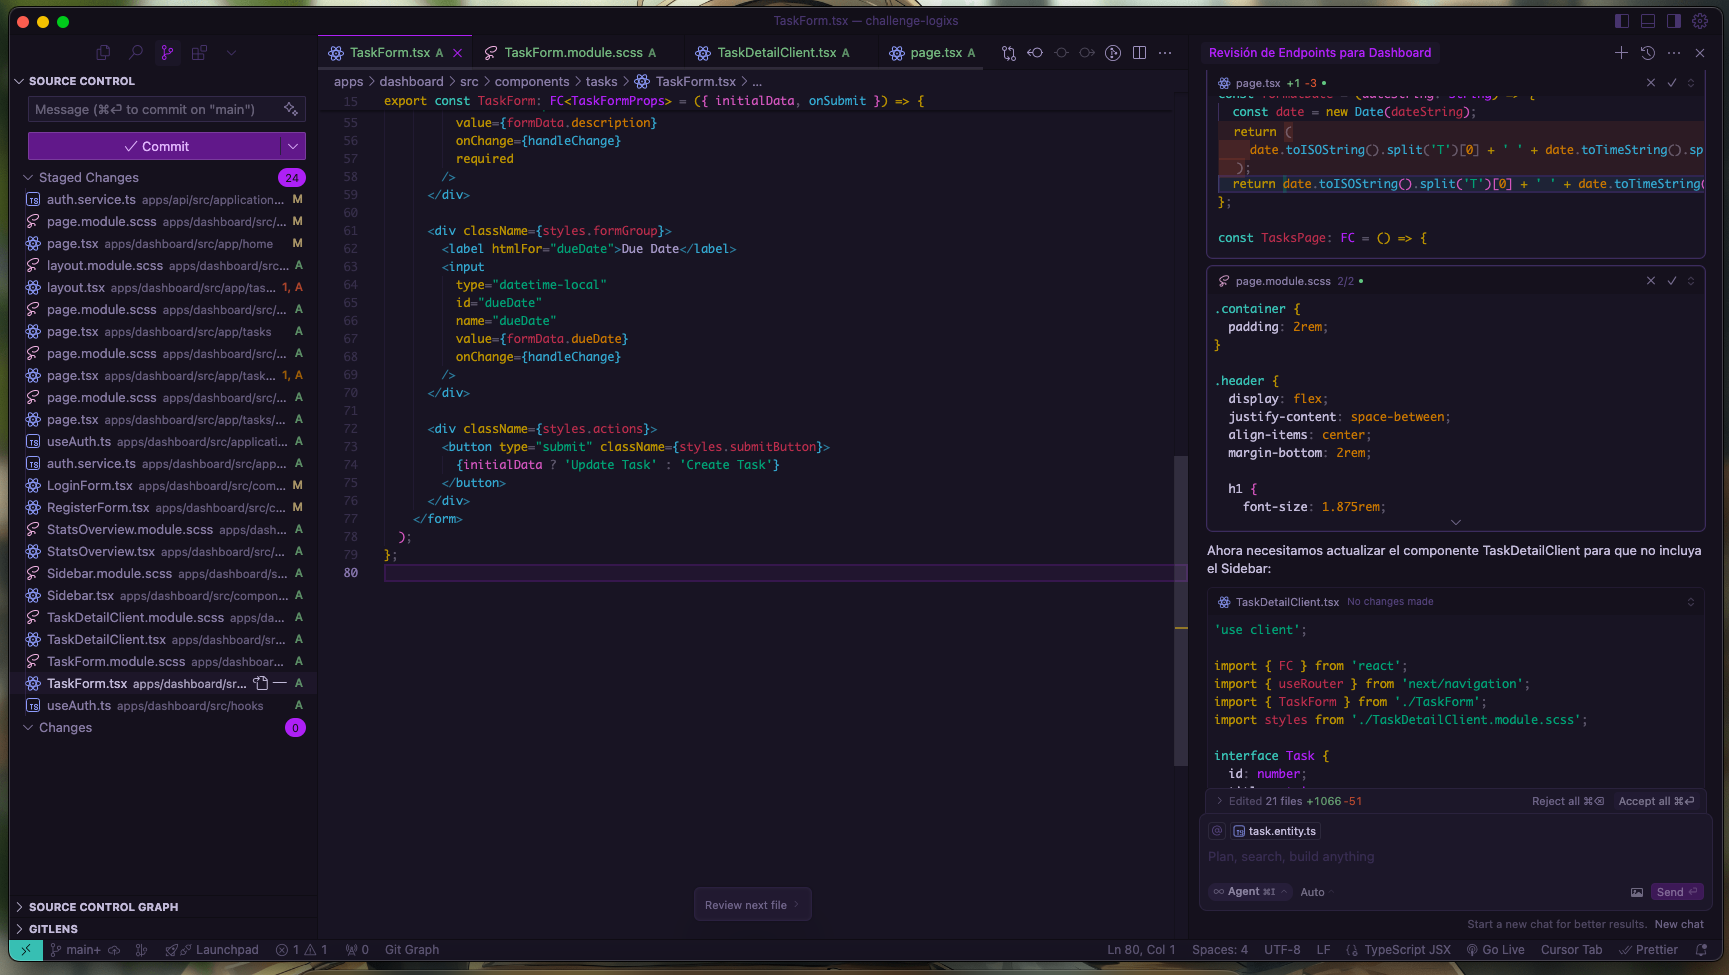 TaskForm.tsx — challenge-logixs
SOURCE CONTROL
Message (⌘⏎ to commit on "main")
Commit
Staged Changes 24
auth.service.ts apps/api/src/application... M
page.module.scss apps/dashboard/src... M
page.tsx apps/dashboard/src/app/home M
layout.module.scss apps/dashboard/src... A
layout.tsx apps/dashboard/src/app/tas... 1, A
page.module.scss apps/dashboard/src/... A
page.tsx apps/dashboard/src/app/tasks A
page.module.scss apps/dashboard/src/... A
page.tsx apps/dashboard/src/app/task... 1, A
page.module.scss apps/dashboard/src/... A
page.tsx apps/dashboard/src/app/tasks/... A
useAuth.ts apps/dashboard/src/applicati... A
auth.service.ts apps/dashboard/src/app... A
LoginForm.tsx apps/dashboard/src/com... M
RegisterForm.tsx apps/dashboard/src/c... M
StatsOverview.module.scss apps/dash... A
StatsOverview.tsx apps/dashboard/src/... A
Sidebar.module.scss apps/dashboard/s... A
Sidebar.tsx apps/dashboard/src/compon... A
TaskDetailClient.module.scss apps/da... A
TaskDetailClient.tsx apps/dashboard/sr... A
TaskForm.module.scss apps/dashboar... A
TaskForm.tsx apps/dashboard/sr... A
useAuth.ts apps/dashboard/src/hooks A
Changes 0
SOURCE CONTROL GRAPH
GITLENS
TaskForm.tsx A
TaskForm.module.scss A
TaskDetailClient.tsx A
page.tsx A
apps > dashboard > src > components > tasks > TaskForm.tsx > ...
15 export const TaskForm: FC<TaskFormProps> = ({ initialData, onSubmit }) => {
55 value={formData.description}
56 onChange={handleChange}
57 required
58 />
59 </div>
60
61 <div className={styles.formGroup}>
62 <label htmlFor="dueDate">Due Date</label>
63 <input
64 type="datetime-local"
65 id="dueDate"
66 name="dueDate"
67 value={formData.dueDate}
68 onChange={handleChange}
69 />
70 </div>
71
72 <div className={styles.actions}>
73 <button type="submit" className={styles.submitButton}>
74 {initialData ? 'Update Task' : 'Create Task'}
75 </button>
76 </div>
77 </form>
78 );
79 };
80
Review next file
Revisión de Endpoints para Dashboard
page.tsx +1 -3
const date = new Date(dateString);
return (
date.toISOString().split('T')[0] + ' ' + date.toTimeString().sp
);
return date.toISOString().split('T')[0] + ' ' + date.toTimeString(
};
const TasksPage: FC = () => {
page.module.scss 2/2
.container {
padding: 2rem;
}
.header {
display: flex;
justify-content: space-between;
align-items: center;
margin-bottom: 2rem;
h1 {
font-size: 1.875rem;
Ahora necesitamos actualizar el componente TaskDetailClient para que no incluya
el Sidebar:
TaskDetailClient.tsx No changes made
'use client';
import { FC } from 'react';
import { useRouter } from 'next/navigation';
import { TaskForm } from './TaskForm';
import styles from './TaskDetailClient.module.scss';
interface Task {
id: number;
Edited 21 files +1066 -51 Reject all ⌘⌫ Accept all ⌘⏎
@ task.entity.ts
Plan, search, build anything
∞ Agent ⌘I Auto Send ⏎
Start a new chat for better results. New chat
main+ Launchpad 1 1 0 Git Graph
Ln 80, Col 1 Spaces: 4 UTF-8 LF TypeScript JSX Go Live Cursor Tab Prettier